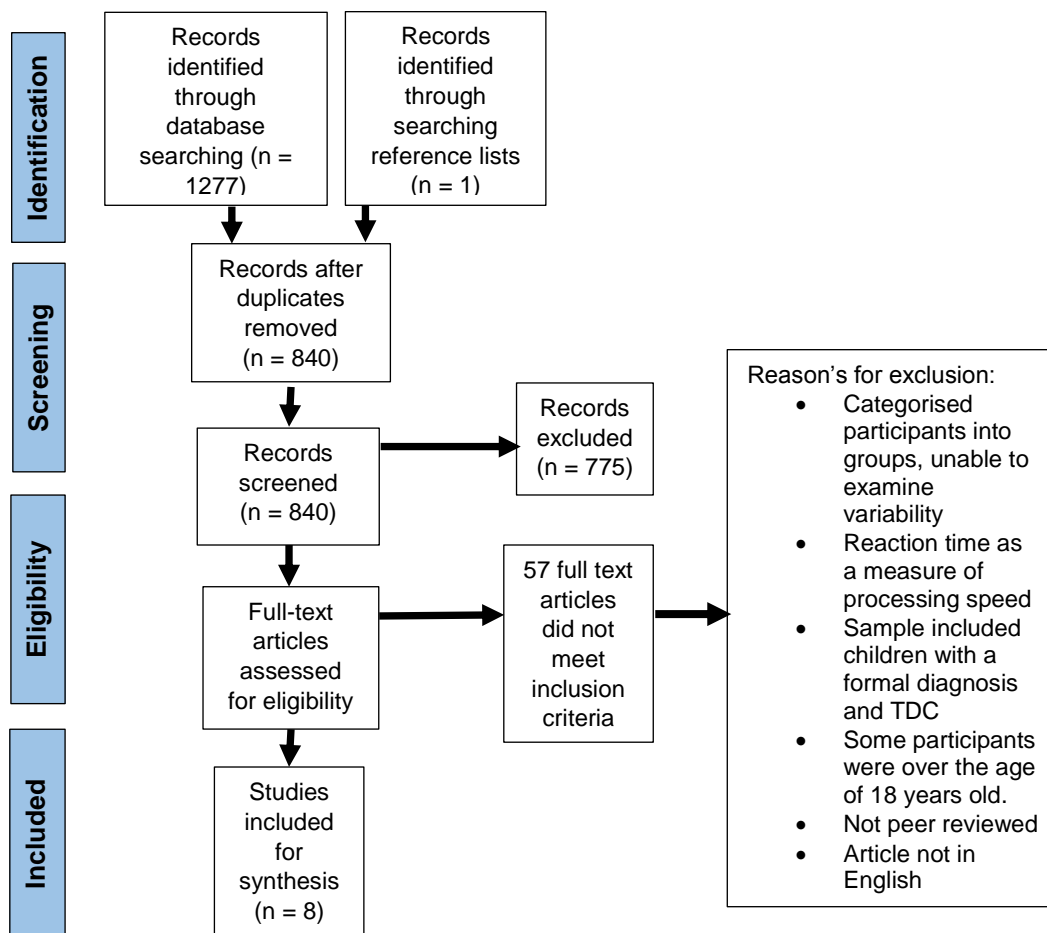 Identification
Records
identified
through
database
searching (n =
1277)
Records
identified
through
searching
reference lists
(n = 1)
Screening
Records after
duplicates
removed
(n = 840)
Records
screened
(n = 840)
Records
excluded
(n = 775)
Eligibility
Full-text
articles
assessed
for eligibility
57 full text
articles
did not
meet
inclusion
criteria
Reason's for exclusion:
• Categorised
participants into
groups, unable to
examine
variability
• Reaction time as
a measure of
processing speed
• Sample included
children with a
formal diagnosis
and TDC
• Some participants
were over the age
of 18 years old.
• Not peer reviewed
• Article not in
English
Included
Studies
included
for
synthesis
(n = 8)